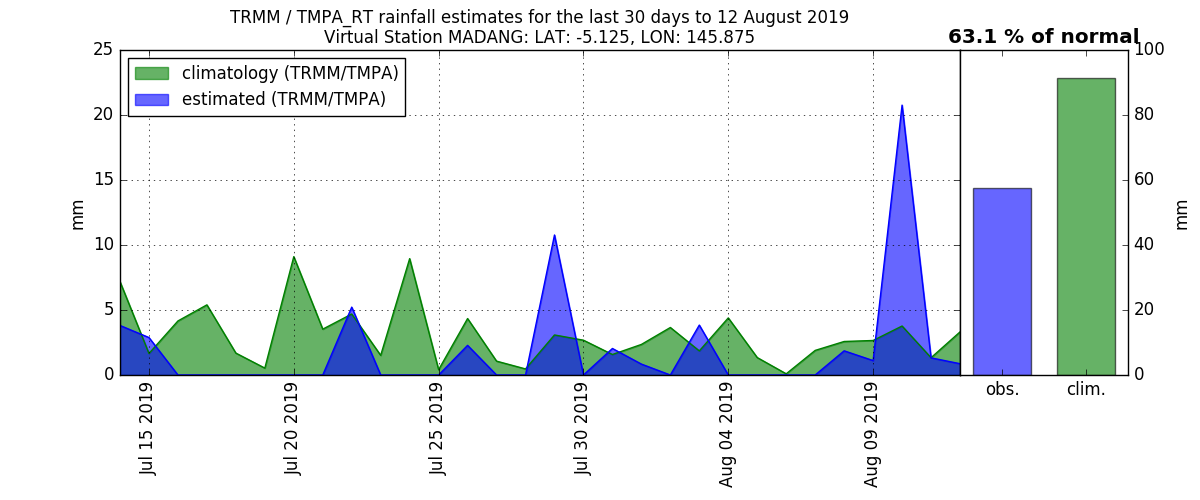 TRMM / TMPA_RT rainfall estimates for the last 30 days to 12 August 2019
Virtual Station MADANG: LAT: -5.125, LON: 145.875
63.1 % of normal
climatology (TRMM/TMPA)
estimated (TRMM/TMPA)
25
20
15
10
5
0
mm
Jul 15 2019
Jul 20 2019
Jul 25 2019
Jul 30 2019
Aug 04 2019
Aug 09 2019
obs.
clim.
100
80
60
40
20
0
mm